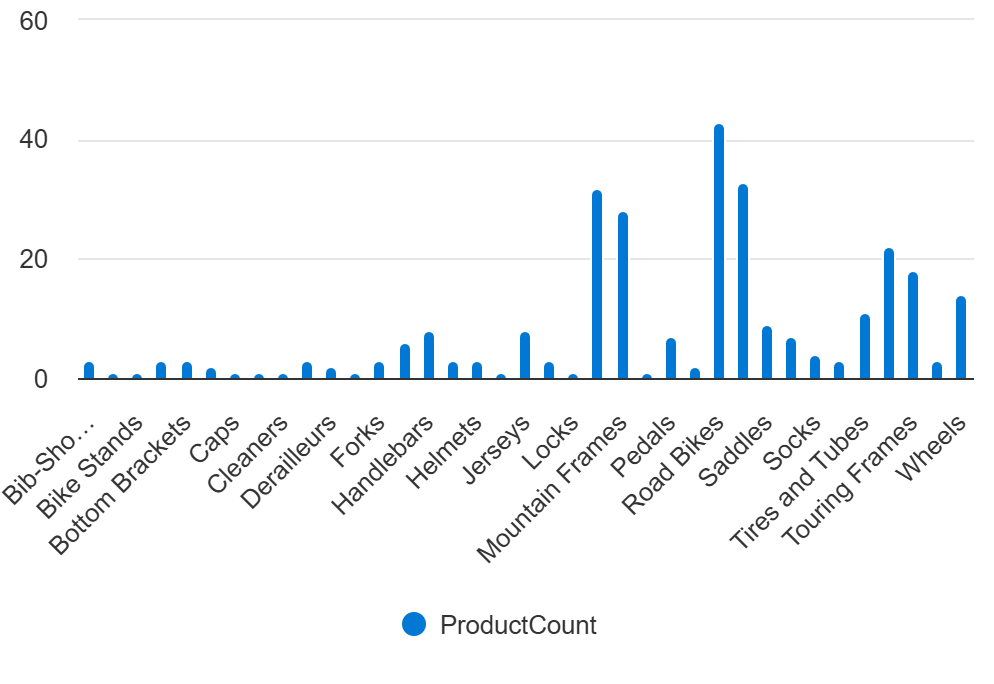 60
40
20
0
Bib-Sho...
Bike Stands
Bottom Brackets
Caps
Cleaners
Derailleurs
Forks
Handlebars
Helmets
Jerseys
Locks
Mountain Frames
Pedals
Road Bikes
Saddles
Socks
Tires and Tubes
Touring Frames
Wheels
ProductCount